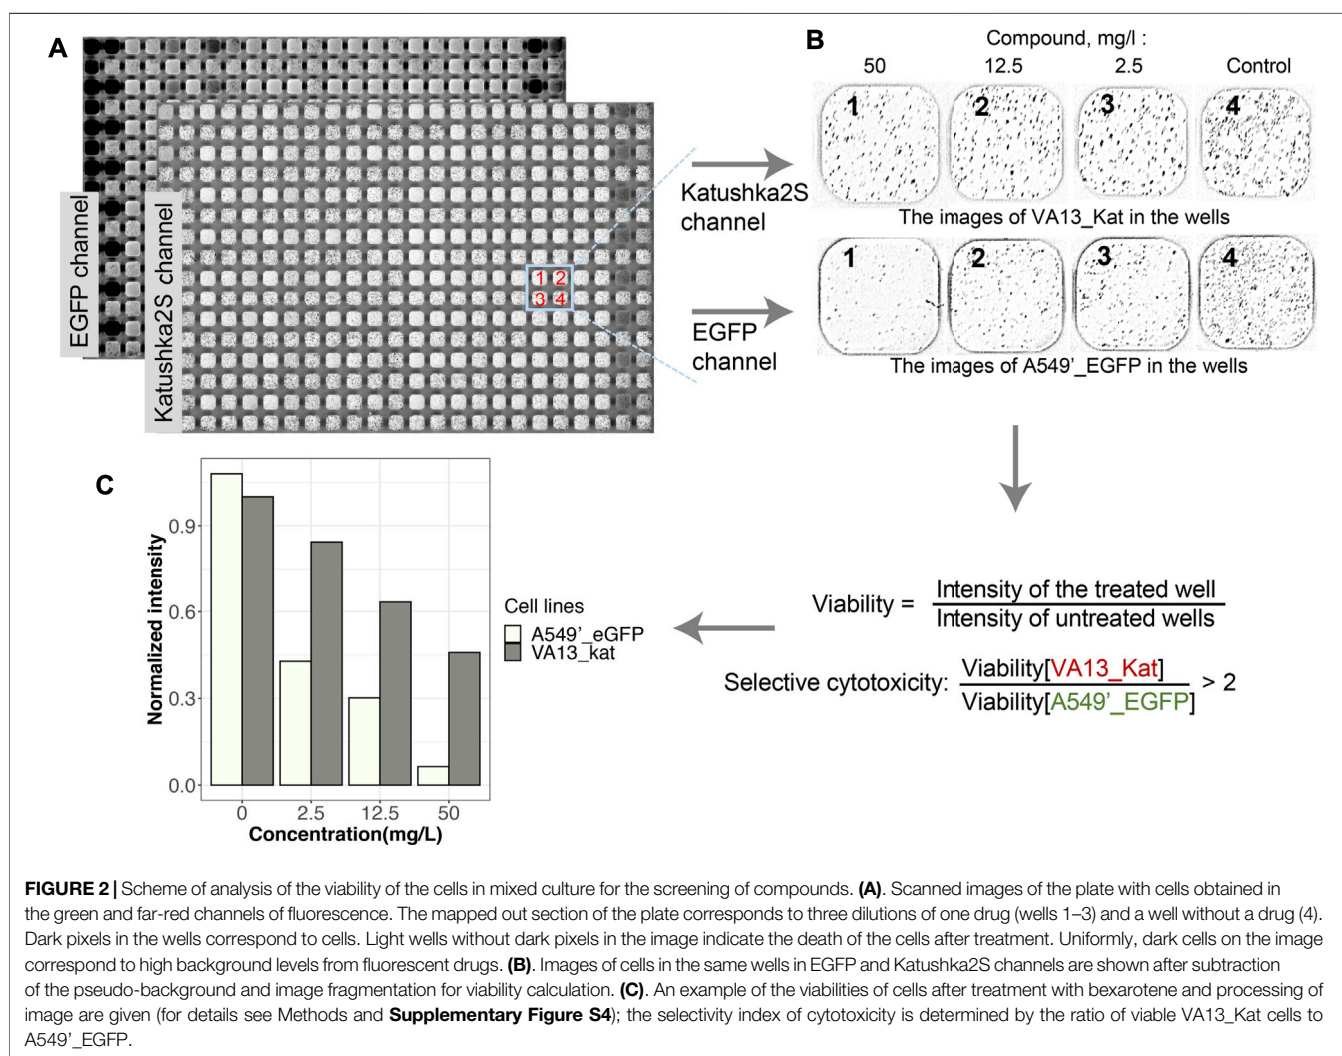 A
EGFP channel
Katushka2S channel
1 2
3 4
Katushka2S
channel
EGFP
channel
B
Compound, mg/l :
50 12.5 2.5 Control
1 2 3 4
The images of VA13_Kat in the wells
1 2 3 4
The images of A549’_EGFP in the wells
Viability = Intensity of the treated well
Intensity of untreated wells
Selective cytotoxicity: Viability[VA13_Kat]
Viability[A549’_EGFP] > 2
C
Normalized intensity
0.9
0.6
0.3
0.0
0 2.5 12.5 50
Concentration(mg/L)
Cell lines
A549’_eGFP
VA13_kat
FIGURE 2 | Scheme of analysis of the viability of the cells in mixed culture for the screening of compounds. (A). Scanned images of the plate with cells obtained in
the green and far-red channels of fluorescence. The mapped out section of the plate corresponds to three dilutions of one drug (wells 1–3) and a well without a drug (4).
Dark pixels in the wells correspond to cells. Light wells without dark pixels in the image indicate the death of the cells after treatment. Uniformly, dark cells on the image
correspond to high background levels from fluorescent drugs. (B). Images of cells in the same wells in EGFP and Katushka2S channels are shown after subtraction
of the pseudo-background and image fragmentation for viability calculation. (C). An example of the viabilities of cells after treatment with bexarotene and processing of
image are given (for details see Methods and Supplementary Figure S4); the selectivity index of cytotoxicity is determined by the ratio of viable VA13_Kat cells to
A549’_EGFP.